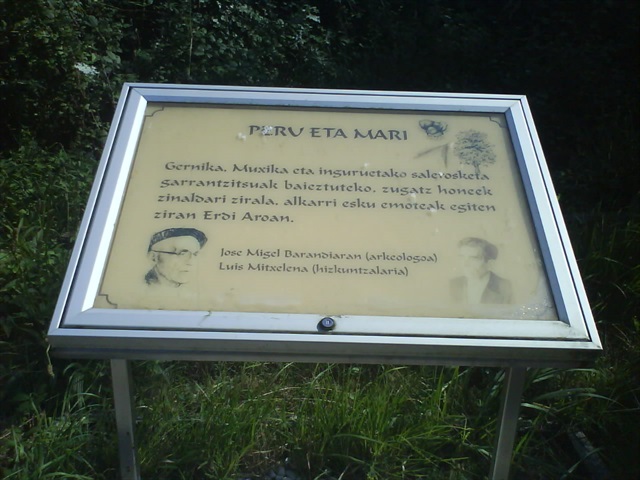 PERU ETA MARI
Gernika, Muxika eta inguruetako salerosketa
garrantzitsuak baieztuteko, zugatz honeek
zinaldari zirala, alkarri esku emoteak egiten
ziran Erdi Aroan.
Jose Migel Barandiaran (arkeologoa)
Luis Mitxelena (hizkuntzalaria)